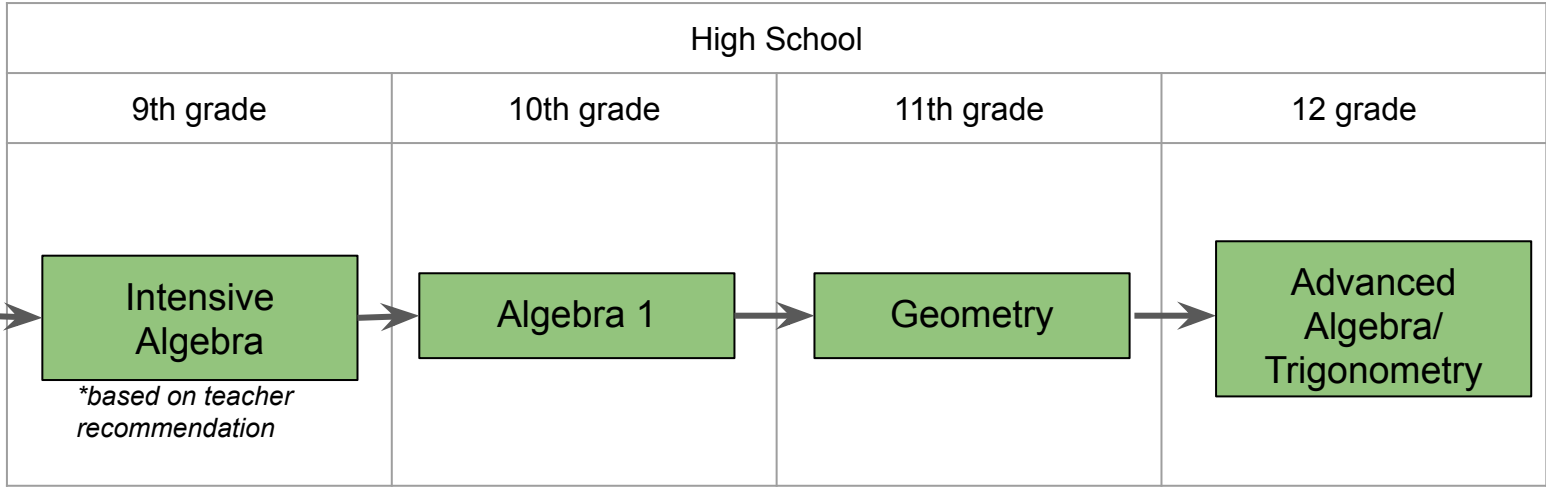 High School
9th grade
10th grade
11th grade
12 grade
Intensive
Algebra
*based on teacher
recommendation
Algebra 1
Geometry
Advanced
Algebra/
Trigonometry